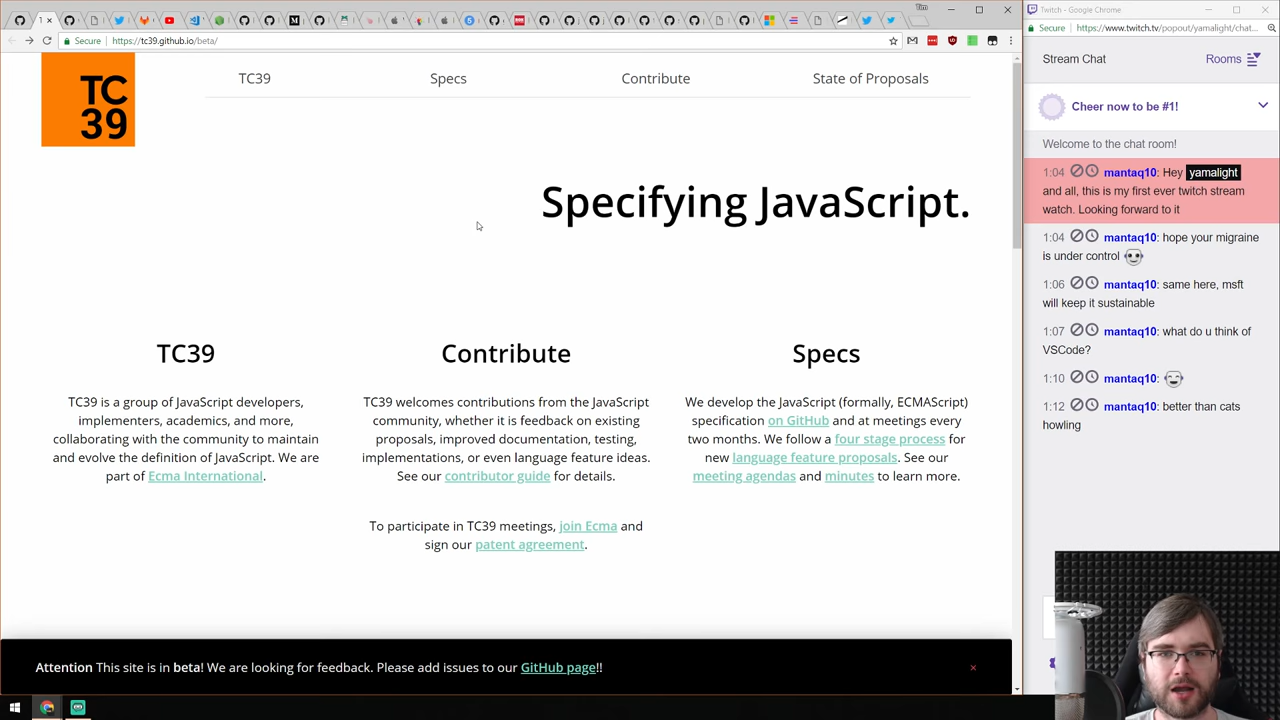 Tim
Secure https://tc39.github.io/beta/
TC
39
TC39 Specs Contribute State of Proposals
Specifying JavaScript.
TC39
TC39 is a group of JavaScript developers,
implementers, academics, and more,
collaborating with the community to maintain
and evolve the definition of JavaScript. We are
part of Ecma International.
Contribute
TC39 welcomes contributions from the JavaScript
community, whether it is feedback on existing
proposals, improved documentation, testing,
implementations, or even language feature ideas.
See our contributor guide for details.
To participate in TC39 meetings, join Ecma and
sign our patent agreement.
Specs
We develop the JavaScript (formally, ECMAScript)
specification on GitHub and at meetings every
two months. We follow a four stage process for
new language feature proposals. See our
meeting agendas and minutes to learn more.
Attention This site is in beta! We are looking for feedback. Please add issues to our GitHub page!!
Twitch - Google Chrome
Secure https://www.twitch.tv/popout/yamalight/chat...
Stream Chat Rooms
Cheer now to be #1!
Welcome to the chat room!
1:04 mantaq10: Hey yamalight
and all, this is my first ever twitch stream
watch. Looking forward to it
1:04 mantaq10: hope your migraine
is under control
1:06 mantaq10: same here, msft
will keep it sustainable
1:07 mantaq10: what do u think of
VSCode?
1:10 mantaq10:
1:12 mantaq10: better than cats
howling